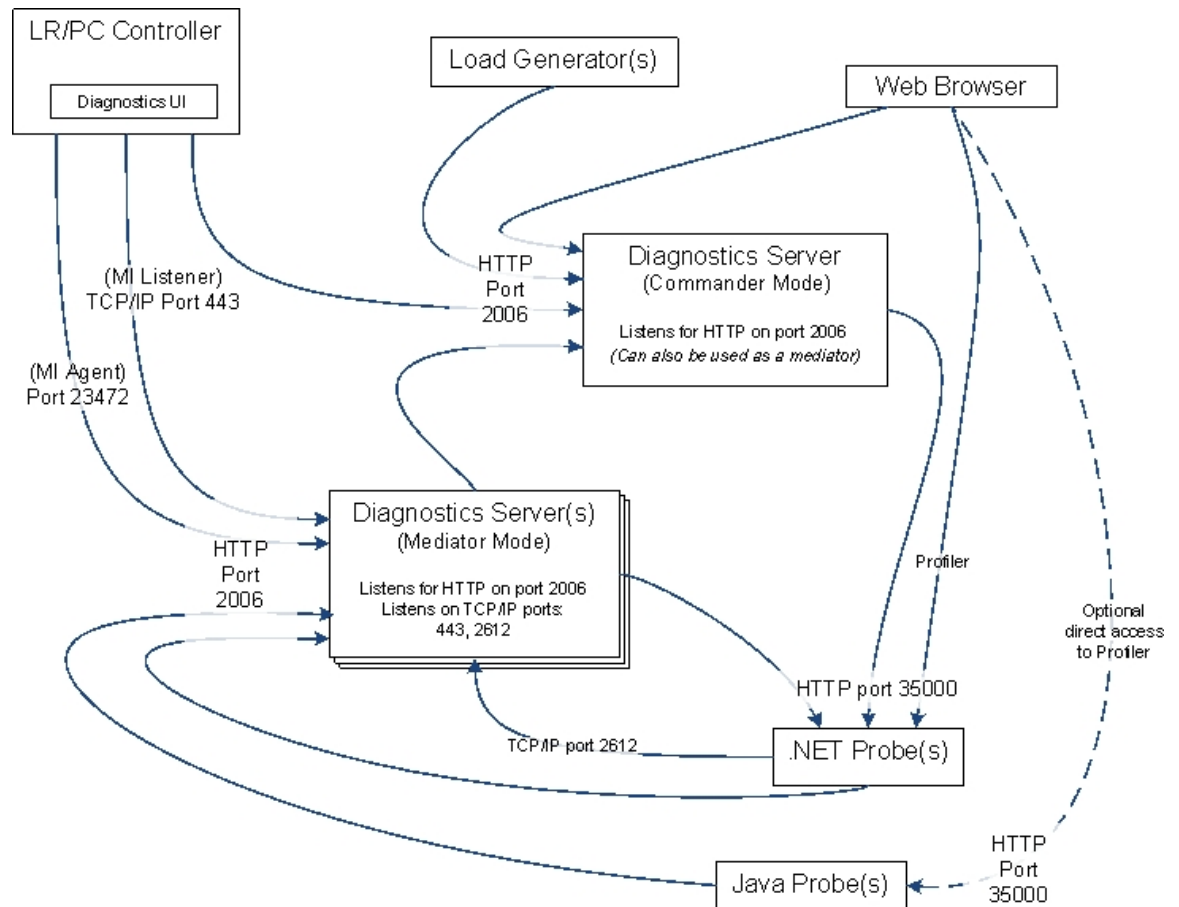 LR/PC Controller
Diagnostics UI
Load Generator(s)
Web Browser
(MI Listener)
TCP/IP Port 443
HTTP
Port
2006
Diagnostics Server
(Commander Mode)
Listens for HTTP on port 2006
(Can also be used as a mediator)
(MI Agent)
Port 23472
Diagnostics Server(s)
(Mediator Mode)
Listens for HTTP on port 2006
Listens on TCP/IP ports:
443, 2612
HTTP
Port
2006
Profiler
Optional
direct access
to Profiler
HTTP port 35000
TCP/IP port 2612
.NET Probe(s)
HTTP
Port
35000
Java Probe(s)